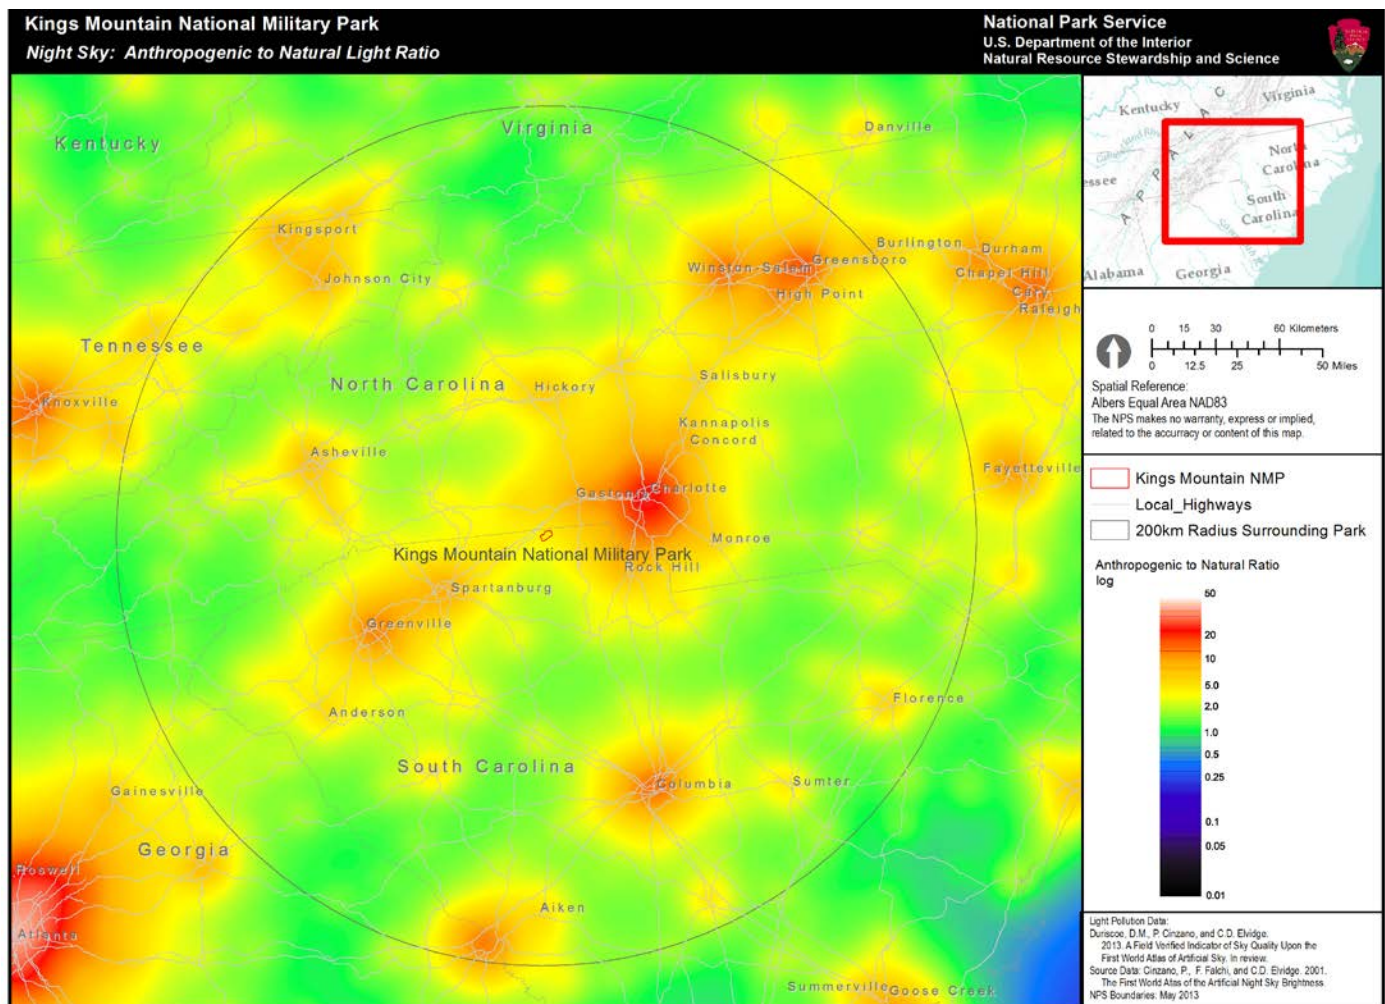 Kings Mountain National Military Park
Night Sky: Anthropogenic to Natural Light Ratio
National Park Service
U.S. Department of the Interior
Natural Resource Stewardship and Science
Kentucky
Virginia
Danville
Kingsport
Johnson City
Winston-Salem
Greensboro
High Point
Burlington
Durham
Chapel Hill
Cary
Raleigh
Tennessee
North Carolina
Hickory
Salisbury
Knoxville
Kannapolis
Concord
Asheville
Fayetteville
Gastonia
Charlotte
Monroe
Kings Mountain National Military Park
Rock Hill
Spartanburg
Greenville
Anderson
Florence
South Carolina
Columbia
Sumter
Gainesville
Georgia
Roswell
Atlanta
Aiken
Summerville
Goose Creek
Kentucky
Virginia
APPALAC
North
Carolina
essee
South
Carolina
Alabama
Georgia
0 15 30 60 Kilometers
0 12.5 25 50 Miles
Spatial Reference:
Albers Equal Area NAD83
The NPS makes no warranty, express or implied,
related to the accurracy or content of this map.
Kings Mountain NMP
Local_Highways
200km Radius Surrounding Park
Anthropogenic to Natural Ratio
log
50
20
10
5.0
2.0
1.0
0.5
0.25
0.1
0.05
0.01
Light Pollution Data:
Duriscoe, D.M., P. Cinzano, and C.D. Elvidge.
2013. A Field Verified Indicator of Sky Quality Upon the
First World Atlas of Artificial Sky. In review.
Source Data: Cinzano, P., F. Falchi, and C.D. Elvidge. 2001.
The First World Atlas of the Artificial Night Sky Brightness
NPS Boundaries: May 2013